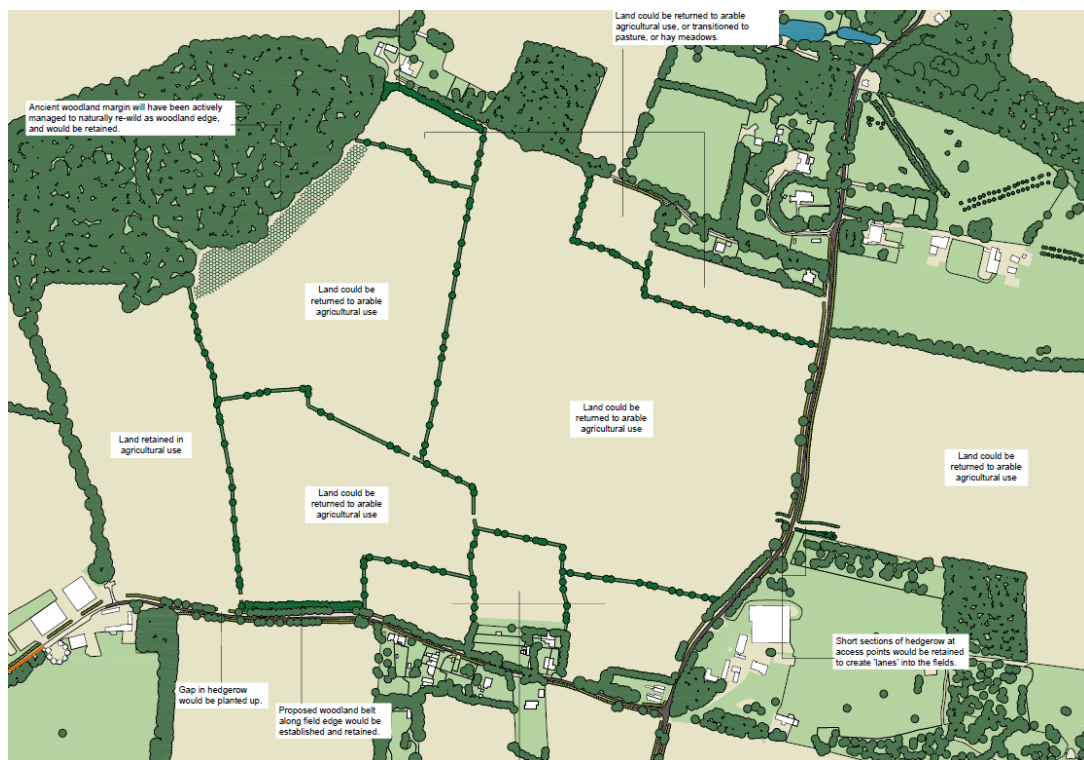 Land could be returned to arable
agricultural use, or transitioned to
pasture, or hay meadows.
Ancient woodland margin will have been actively
managed to naturally re-wild as woodland edge,
and would be retained.
Land could be
returned to arable
agricultural use
Land could be
returned to arable
agricultural use
Land retained in
agricultural use
Land could be
returned to arable
agricultural use
Land could be
returned to arable
agricultural use
Short sections of hedgerow at
access points would be retained
to create 'lanes' into the fields.
Gap in hedgerow
would be planted up.
Proposed woodland belt
along field edge would be
established and retained.